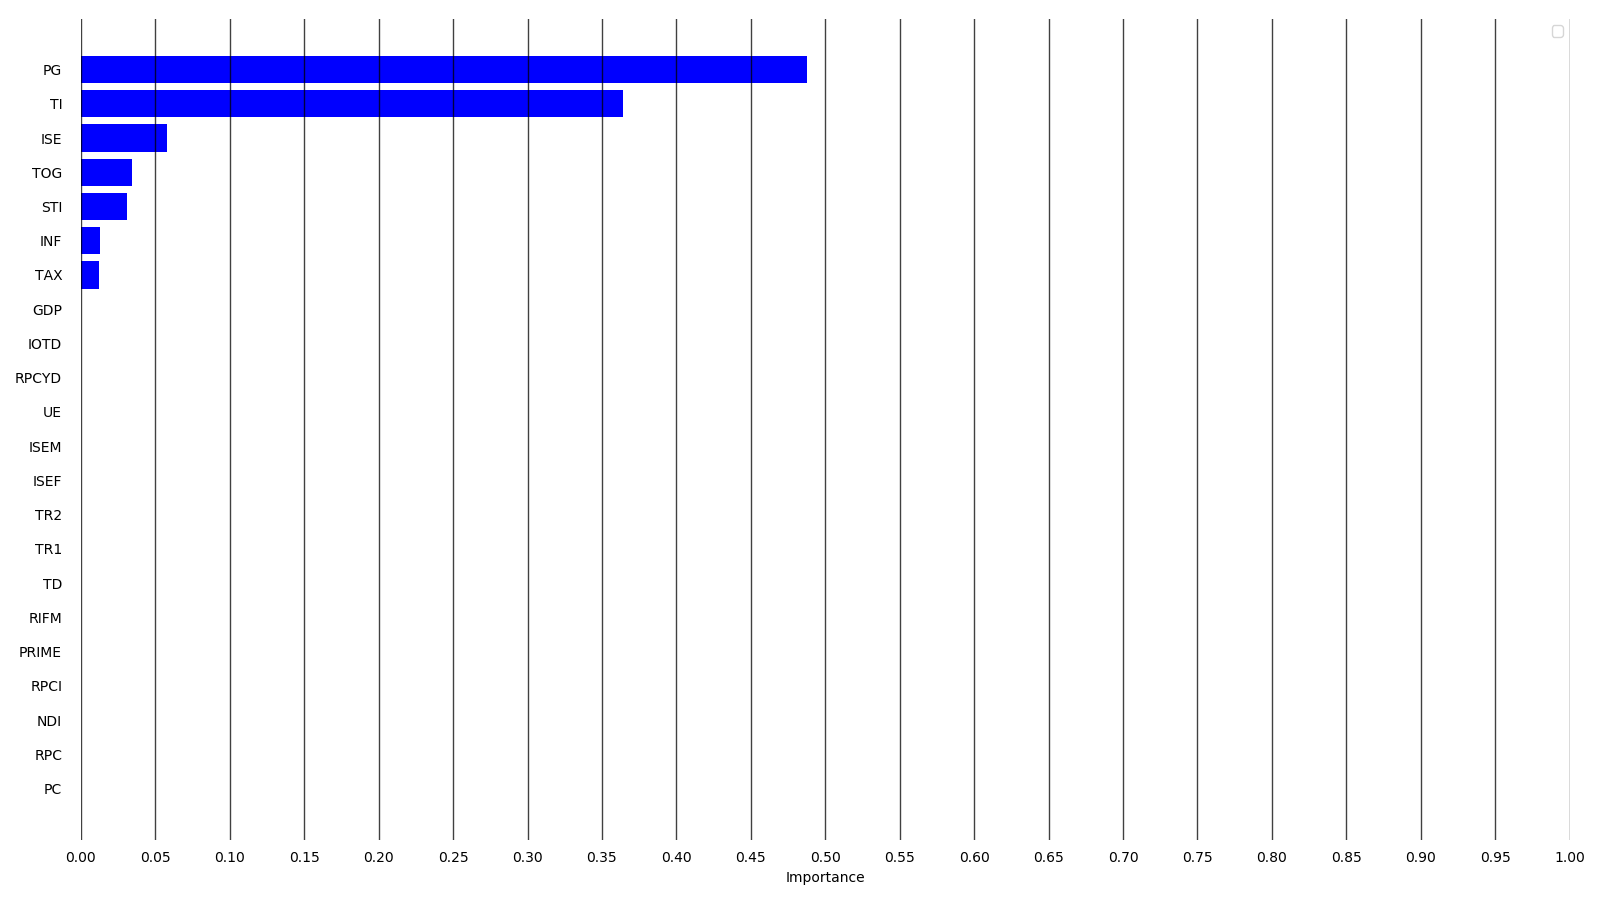 PG
TI
ISE
TOG
STI
INF
TAX
GDP
IOTD
RPCYD
UE
ISEM
ISEF
TR2
TR1
TD
RIFM
PRIME
RPCI
NDI
RPC
PC
0.00 0.05 0.10 0.15 0.20 0.25 0.30 0.35 0.40 0.45 0.50 0.55 0.60 0.65 0.70 0.75 0.80 0.85 0.90 0.95 1.00
Importance